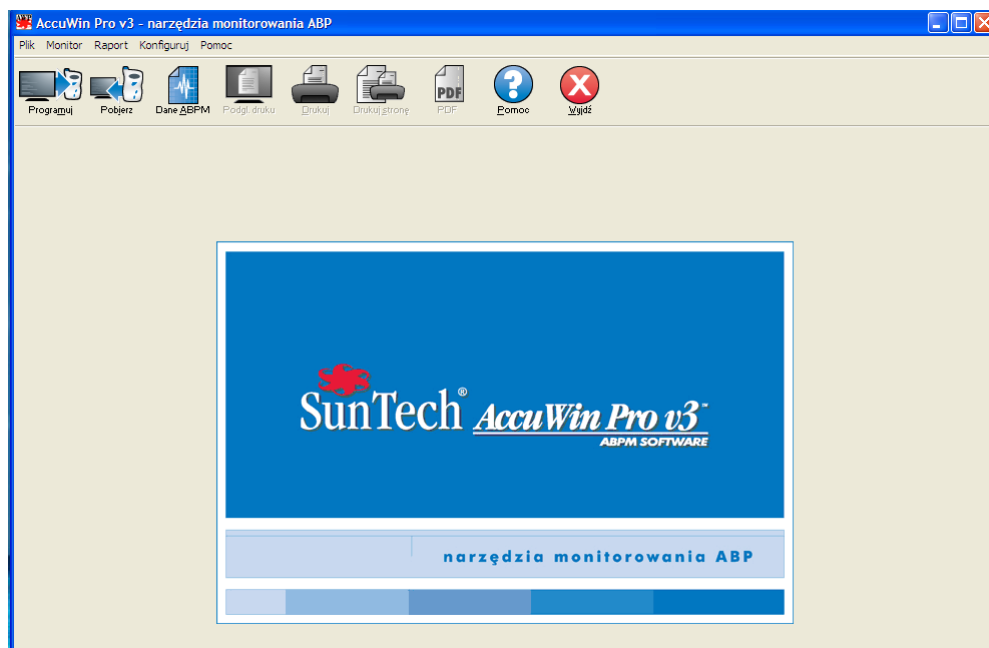 AccuWin Pro v3 - narzędzia monitorowania ABP
Plik Monitor Raport Konfiguruj Pomoc
Programuj Pobierz Dane ABPM Podgl. druku Drukuj Drukuj stronę PDF Pomoc Wyjdź
PDF
SunTech® AccuWin Pro v3™
ABPM SOFTWARE
narzędzia monitorowania ABP